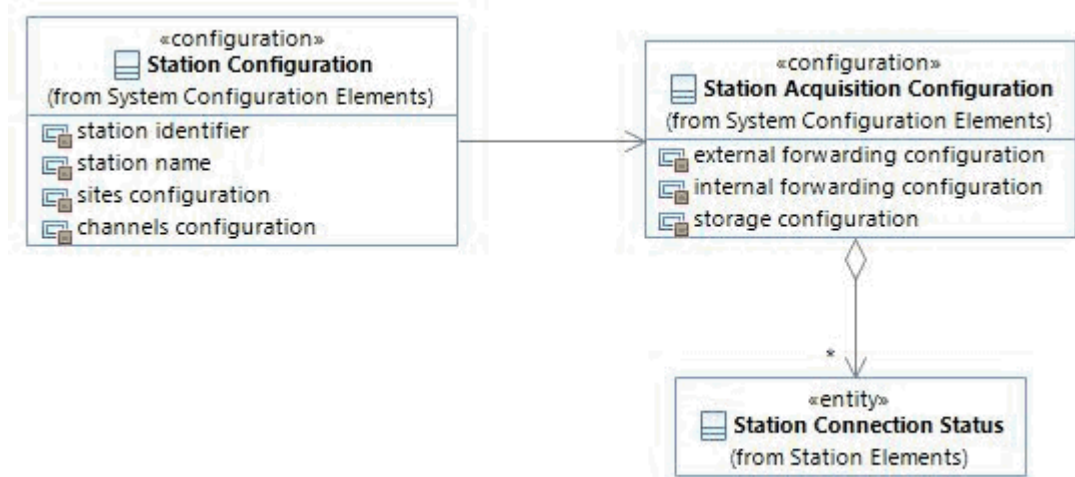 «configuration»
Station Configuration
(from System Configuration Elements)
station identifier
station name
sites configuration
channels configuration
«configuration»
Station Acquisition Configuration
(from System Configuration Elements)
external forwarding configuration
internal forwarding configuration
storage configuration
*
«entity»
Station Connection Status
(from Station Elements)